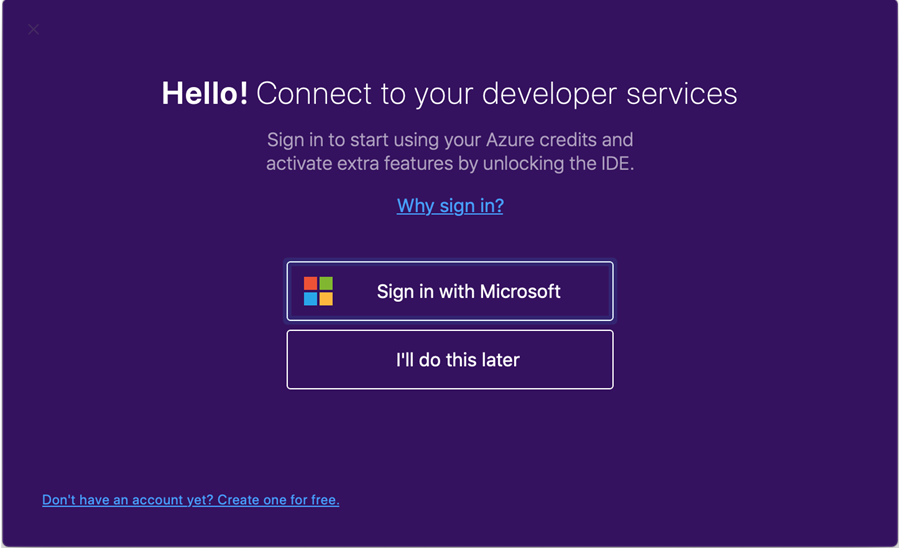 Hello! Connect to your developer services
Sign in to start using your Azure credits and
activate extra features by unlocking the IDE.
Why sign in?
Sign in with Microsoft
I'll do this later
Don't have an account yet? Create one for free.